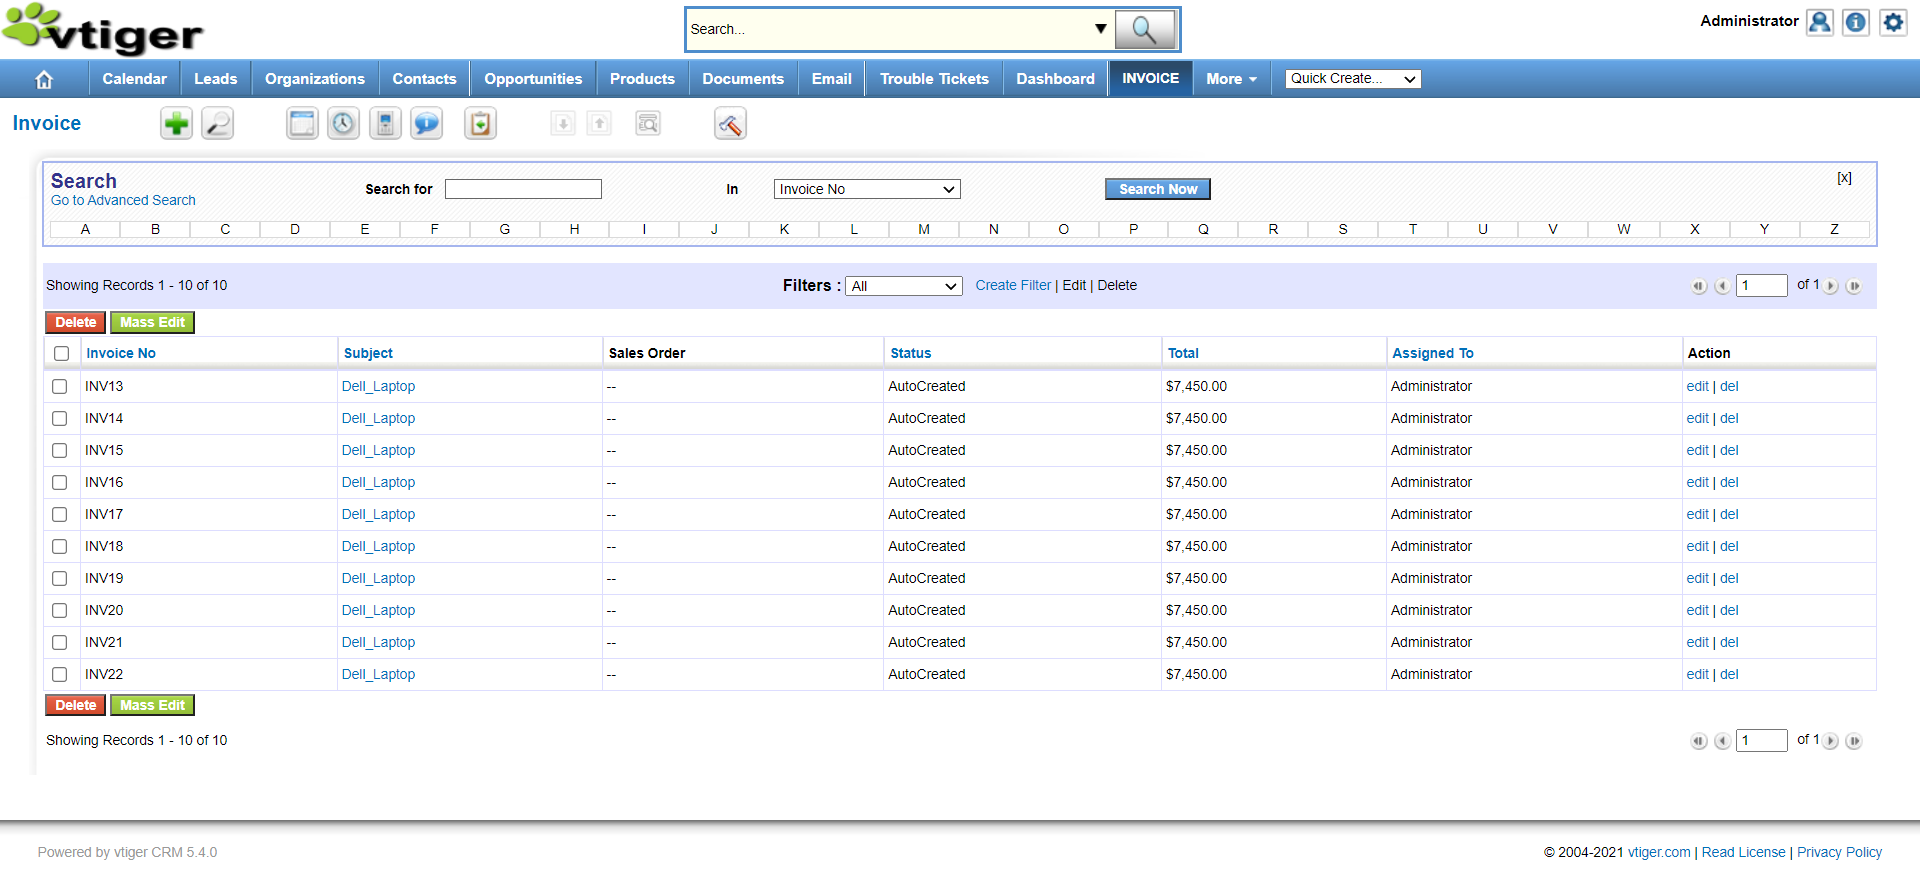 vtiger
Search...
Administrator
Calendar Leads Organizations Contacts Opportunities Products Documents Email Trouble Tickets Dashboard INVOICE More Quick Create...
Invoice
Search
Go to Advanced Search
Search for In Invoice No Search Now [x]
A B C D E F G H I J K L M N O P Q R S T U V W X Y Z
Showing Records 1 - 10 of 10 Filters : All Create Filter | Edit | Delete 1 of 1
Delete Mass Edit
Invoice No Subject Sales Order Status Total Assigned To Action
INV13 Dell_Laptop -- AutoCreated $7,450.00 Administrator edit | del
INV14 Dell_Laptop -- AutoCreated $7,450.00 Administrator edit | del
INV15 Dell_Laptop -- AutoCreated $7,450.00 Administrator edit | del
INV16 Dell_Laptop -- AutoCreated $7,450.00 Administrator edit | del
INV17 Dell_Laptop -- AutoCreated $7,450.00 Administrator edit | del
INV18 Dell_Laptop -- AutoCreated $7,450.00 Administrator edit | del
INV19 Dell_Laptop -- AutoCreated $7,450.00 Administrator edit | del
INV20 Dell_Laptop -- AutoCreated $7,450.00 Administrator edit | del
INV21 Dell_Laptop -- AutoCreated $7,450.00 Administrator edit | del
INV22 Dell_Laptop -- AutoCreated $7,450.00 Administrator edit | del
Delete Mass Edit
Showing Records 1 - 10 of 10 1 of 1
Powered by vtiger CRM 5.4.0 © 2004-2021 vtiger.com | Read License | Privacy Policy